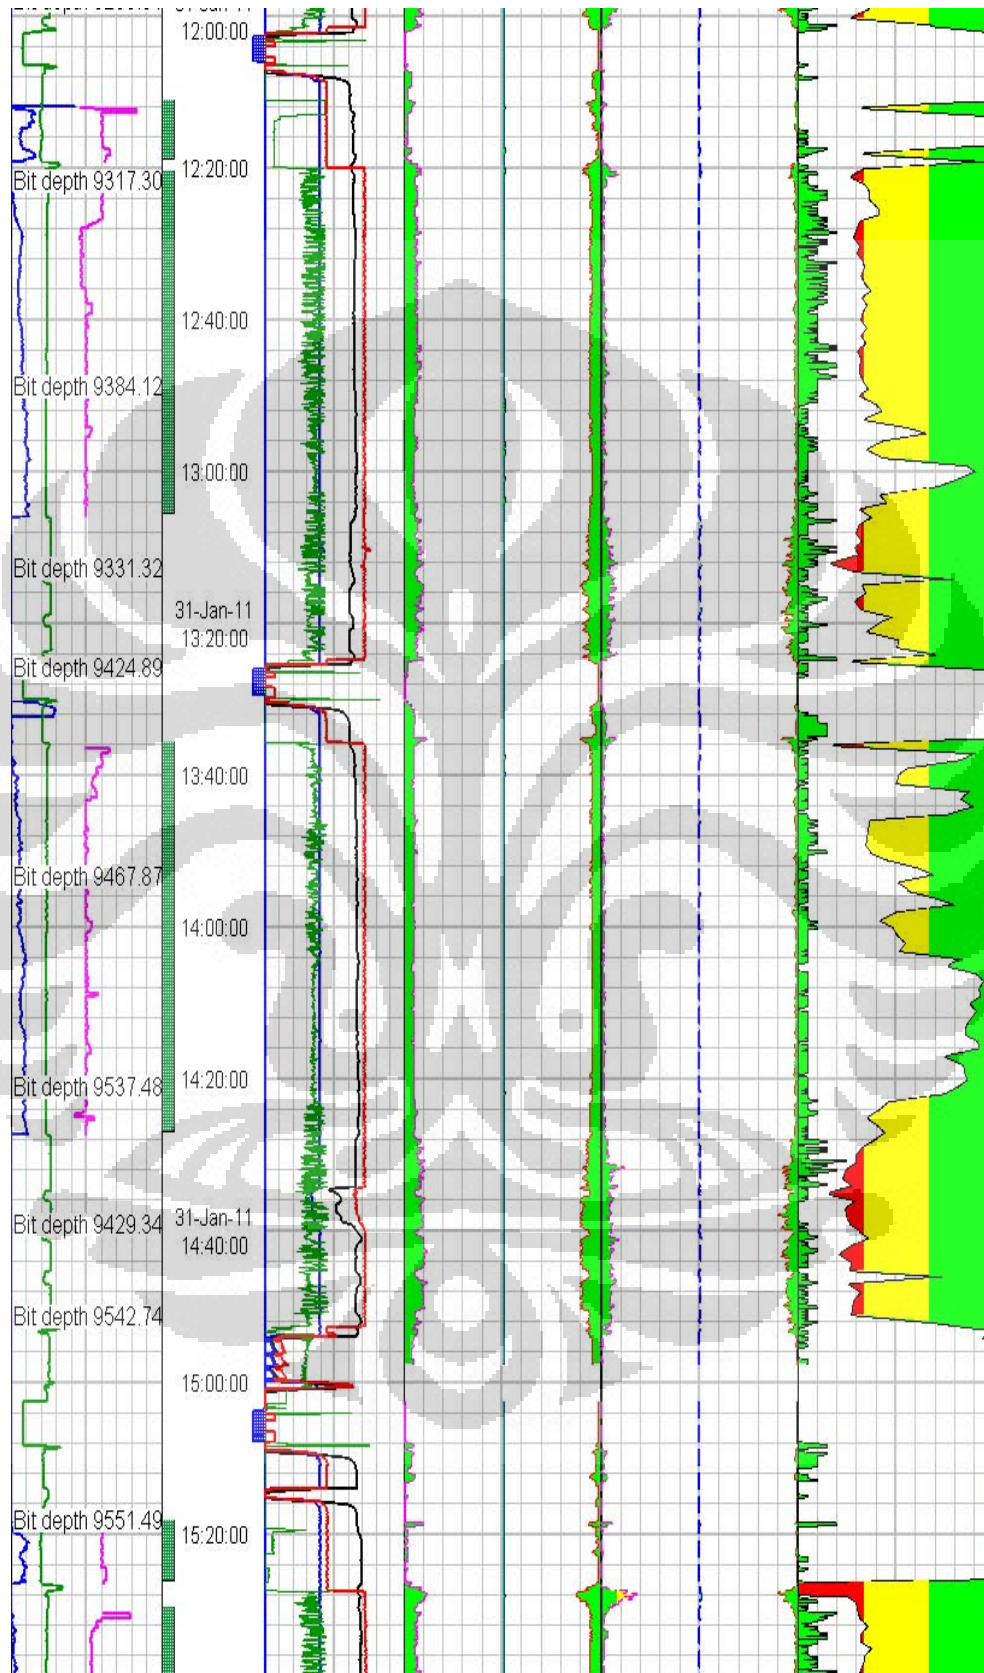 12:00:00
12:20:00
Bit depth 9317.30
12:40:00
Bit depth 9384.12
13:00:00
Bit depth 9331.32
31-Jan-11
13:20:00
Bit depth 9424.89
13:40:00
Bit depth 9467.87
14:00:00
14:20:00
Bit depth 9537.48
31-Jan-11
Bit depth 9429.34
14:40:00
Bit depth 9542.74
15:00:00
Bit depth 9551.49
15:20:00